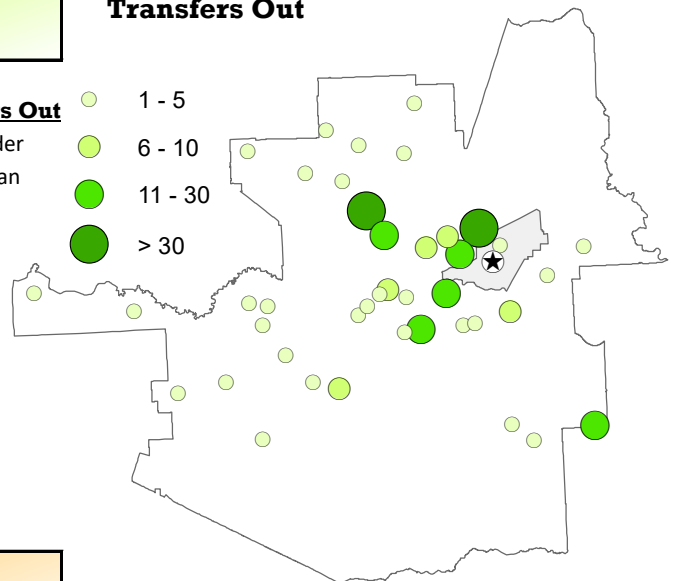 Transfers Out
s Out
der
an
1 - 5
6 - 10
11 - 30
> 30